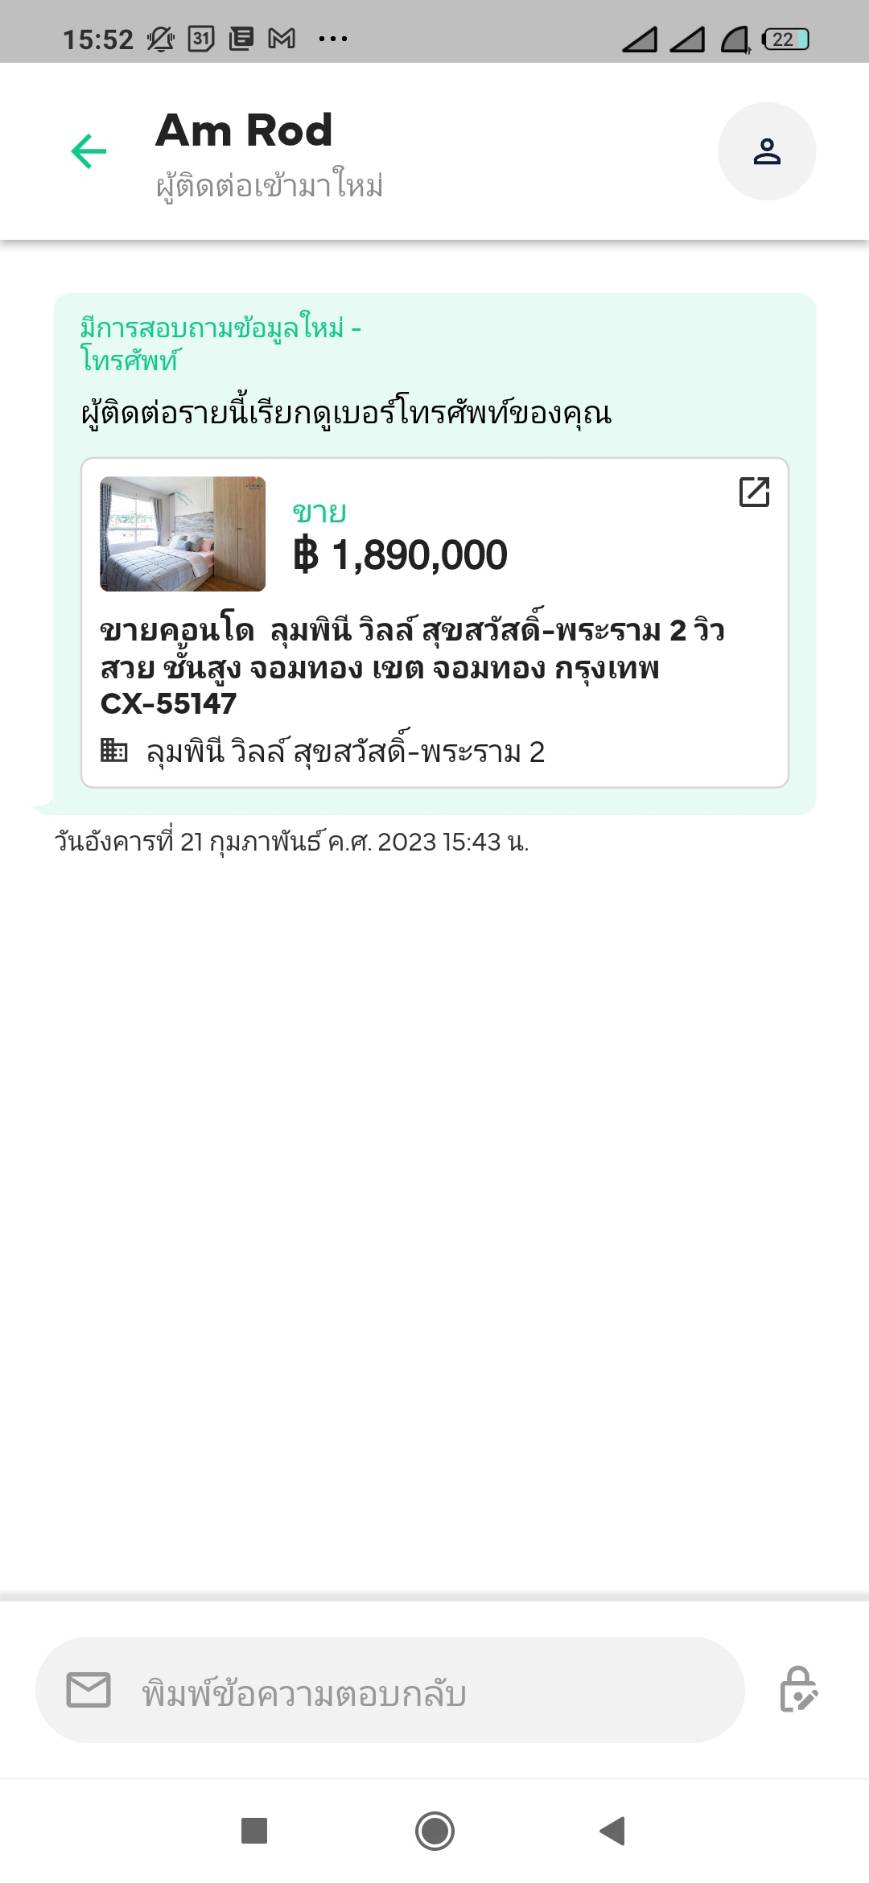 15:52 31 22
Am Rod
ผู้ติดต่อเข้ามาใหม่
มีการสอบถามข้อมูลใหม่ -
โทรศัพท์
ผู้ติดต่อรายนี้เรียกดูเบอร์โทรศัพท์ของคุณ
ขาย
฿ 1,890,000
ขายคอนโด ลุมพินี วิลล์ สุขสวัสดิ์-พระราม 2 วิว
สวย ชั้นสูง จอมทอง เขต จอมทอง กรุงเทพ
CX-55147
ลุมพินี วิลล์ สุขสวัสดิ์-พระราม 2
วันอังคารที่ 21 กุมภาพันธ์ ค.ศ. 2023 15:43 น.
พิมพ์ข้อความตอบกลับ